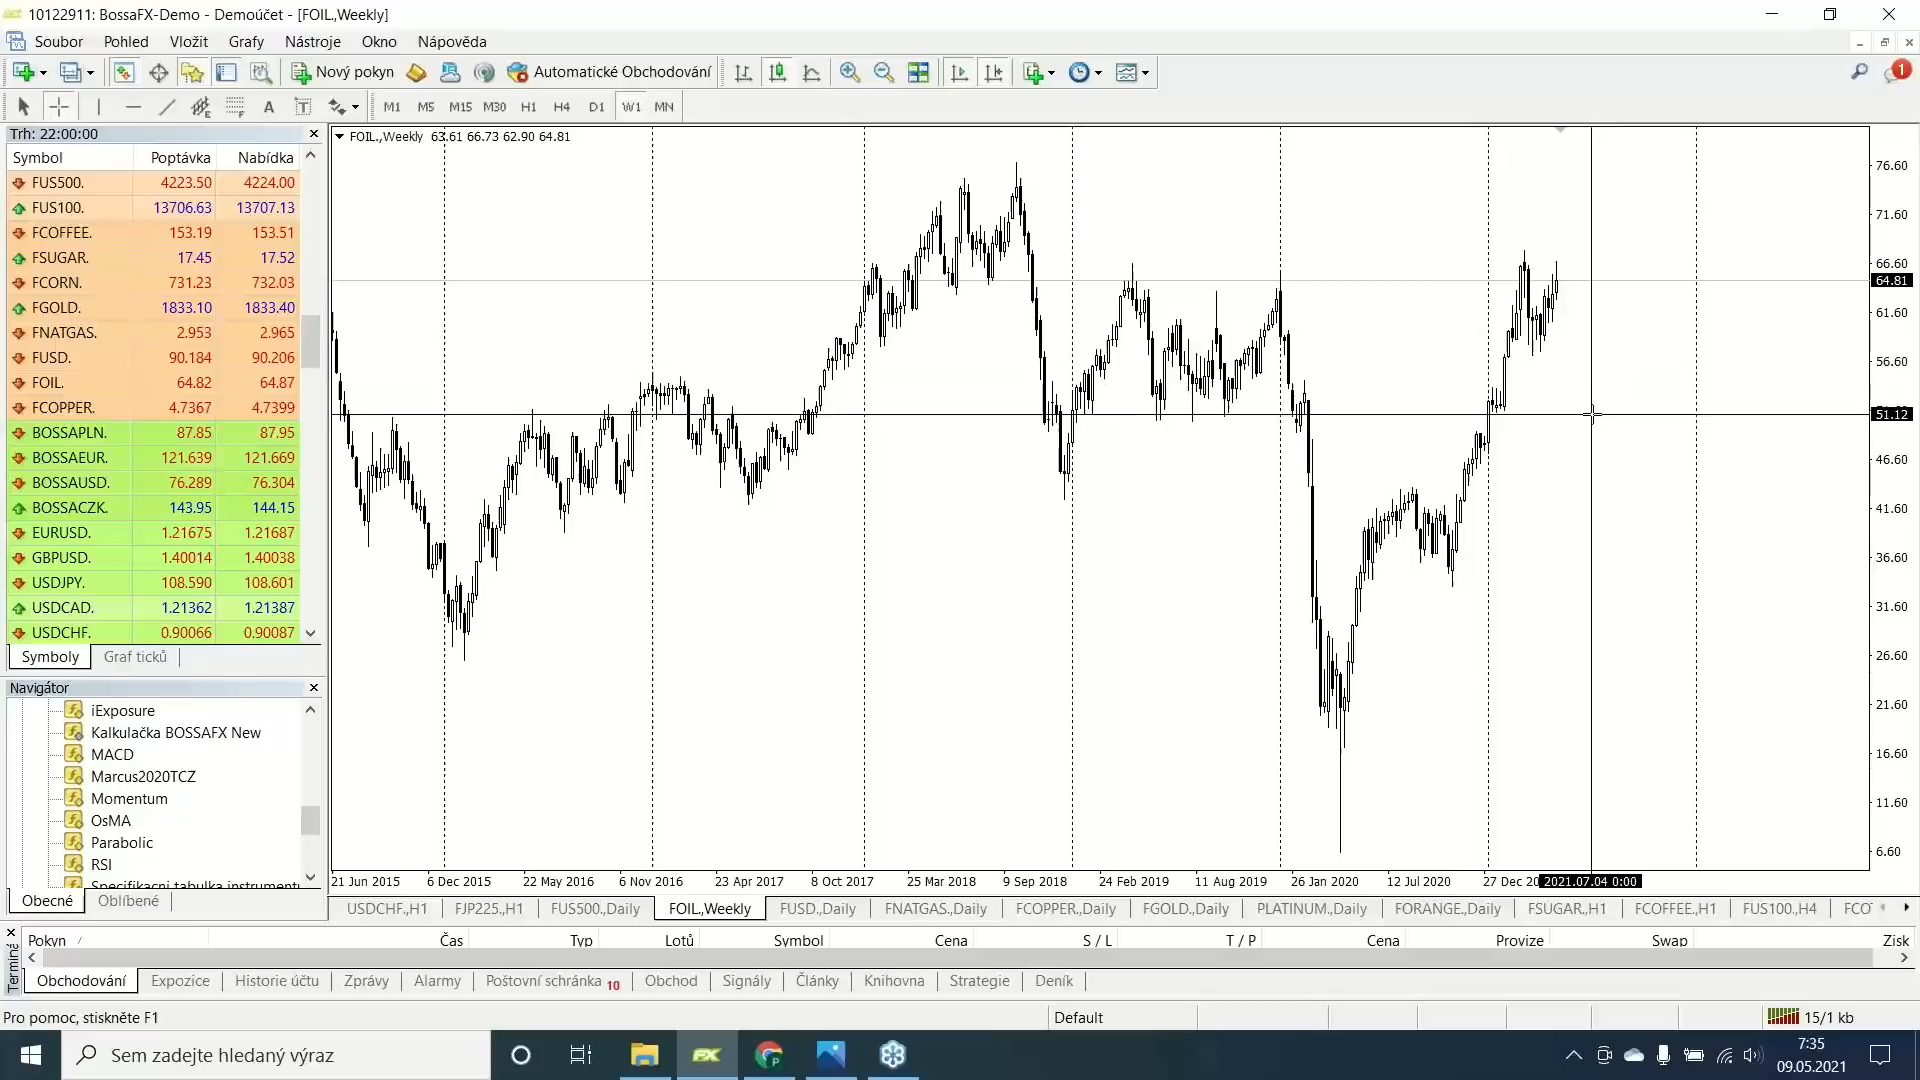 10122911: BossaFX-Demo - Demoúčet - [FOIL.,Weekly]
Soubor Pohled Vložit Grafy Nástroje Okno Nápověda
Nový pokyn Automatické Obchodování 1
A T M1 M5 M15 M30 H1 H4 D1 W1 MN
Trh: 22:00:00
Symbol Poptávka Nabídka
FUS500. 4223.50 4224.00
FUS100. 13706.63 13707.13
FCOFFEE. 153.19 153.51
FSUGAR. 17.45 17.52
FCORN. 731.23 732.03
FGOLD. 1833.10 1833.40
FNATGAS. 2.953 2.965
FUSD. 90.184 90.206
FOIL. 64.82 64.87
FCOPPER. 4.7367 4.7399
BOSSAPLN. 87.85 87.95
BOSSAEUR. 121.639 121.669
BOSSAUSD. 76.289 76.304
BOSSACZK. 143.95 144.15
EURUSD. 1.21675 1.21687
GBPUSD. 1.40014 1.40038
USDJPY. 108.590 108.601
USDCAD. 1.21362 1.21387
USDCHF. 0.90066 0.90087
Symboly Graf ticků
Navigátor
iExposure
Kalkulačka BOSSAFX New
MACD
Marcus2020TCZ
Momentum
OsMA
Parabolic
RSI
Specifikacni tabulka instrument
Obecné Oblíbené
FOIL.,Weekly 63.61 66.73 62.90 64.81
76.60
71.60
66.60
64.81
61.60
56.60
51.12
46.60
41.60
36.60
31.60
26.60
21.60
16.60
11.60
6.60
21 Jun 2015 6 Dec 2015 22 May 2016 6 Nov 2016 23 Apr 2017 8 Oct 2017 25 Mar 2018 9 Sep 2018 24 Feb 2019 11 Aug 2019 26 Jan 2020 12 Jul 2020 27 Dec 20 2021.07.04 0:00
USDCHF.,H1 FJP225.,H1 FUS500.,Daily FOIL.,Weekly FUSD.,Daily FNATGAS.,Daily FCOPPER.,Daily FGOLD.,Daily PLATINUM.,Daily FORANGE.,Daily FSUGAR.,H1 FCOFFEE.,H1 FUS100.,H4 FCO
Pokyn Čas Typ Lotů Symbol Cena S / L T / P Cena Provize Swap Zisk
Terminá
Obchodování Expozice Historie účtu Zprávy Alarmy Poštovní schránka 10 Obchod Signály Články Knihovna Strategie Deník
Pro pomoc, stiskněte F1 Default 15/1 kb
Sem zadejte hledaný výraz
7:35
09.05.2021